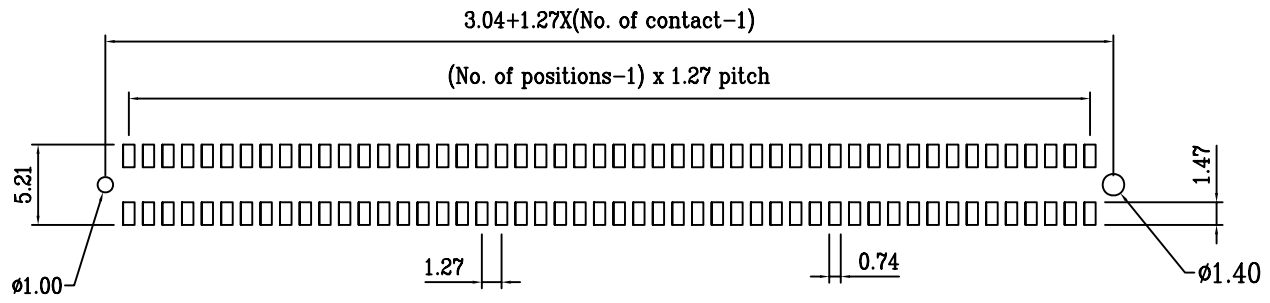 3.04+1.27X(No. of contact-1)
(No. of positions-1) x 1.27 pitch
5.21
1.47
ø1.00
1.27
0.74
ø1.40